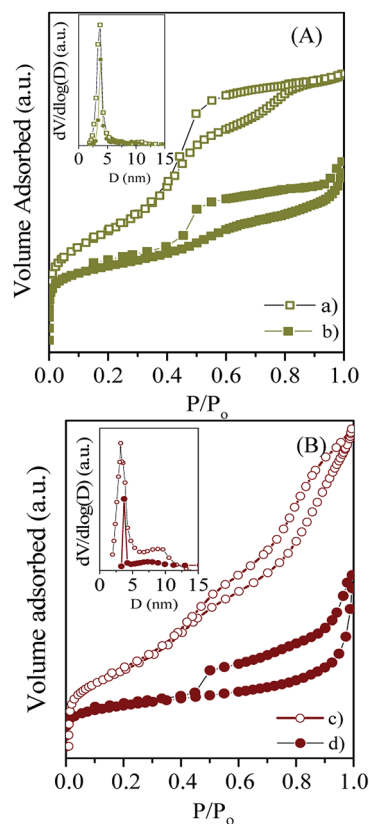 (A)
dV/dlog(D) (a.u.)
0 5 10 15
D (nm)
Volume Adsorbed (a.u.)
a)
b)
0.0 0.2 0.4 0.6 0.8 1.0
P/Po
(B)
dV/dlog(D) (a.u.)
0 5 10 15
D (nm)
Volume adsorbed (a.u.)
c)
d)
0.0 0.2 0.4 0.6 0.8 1.0
P/Po